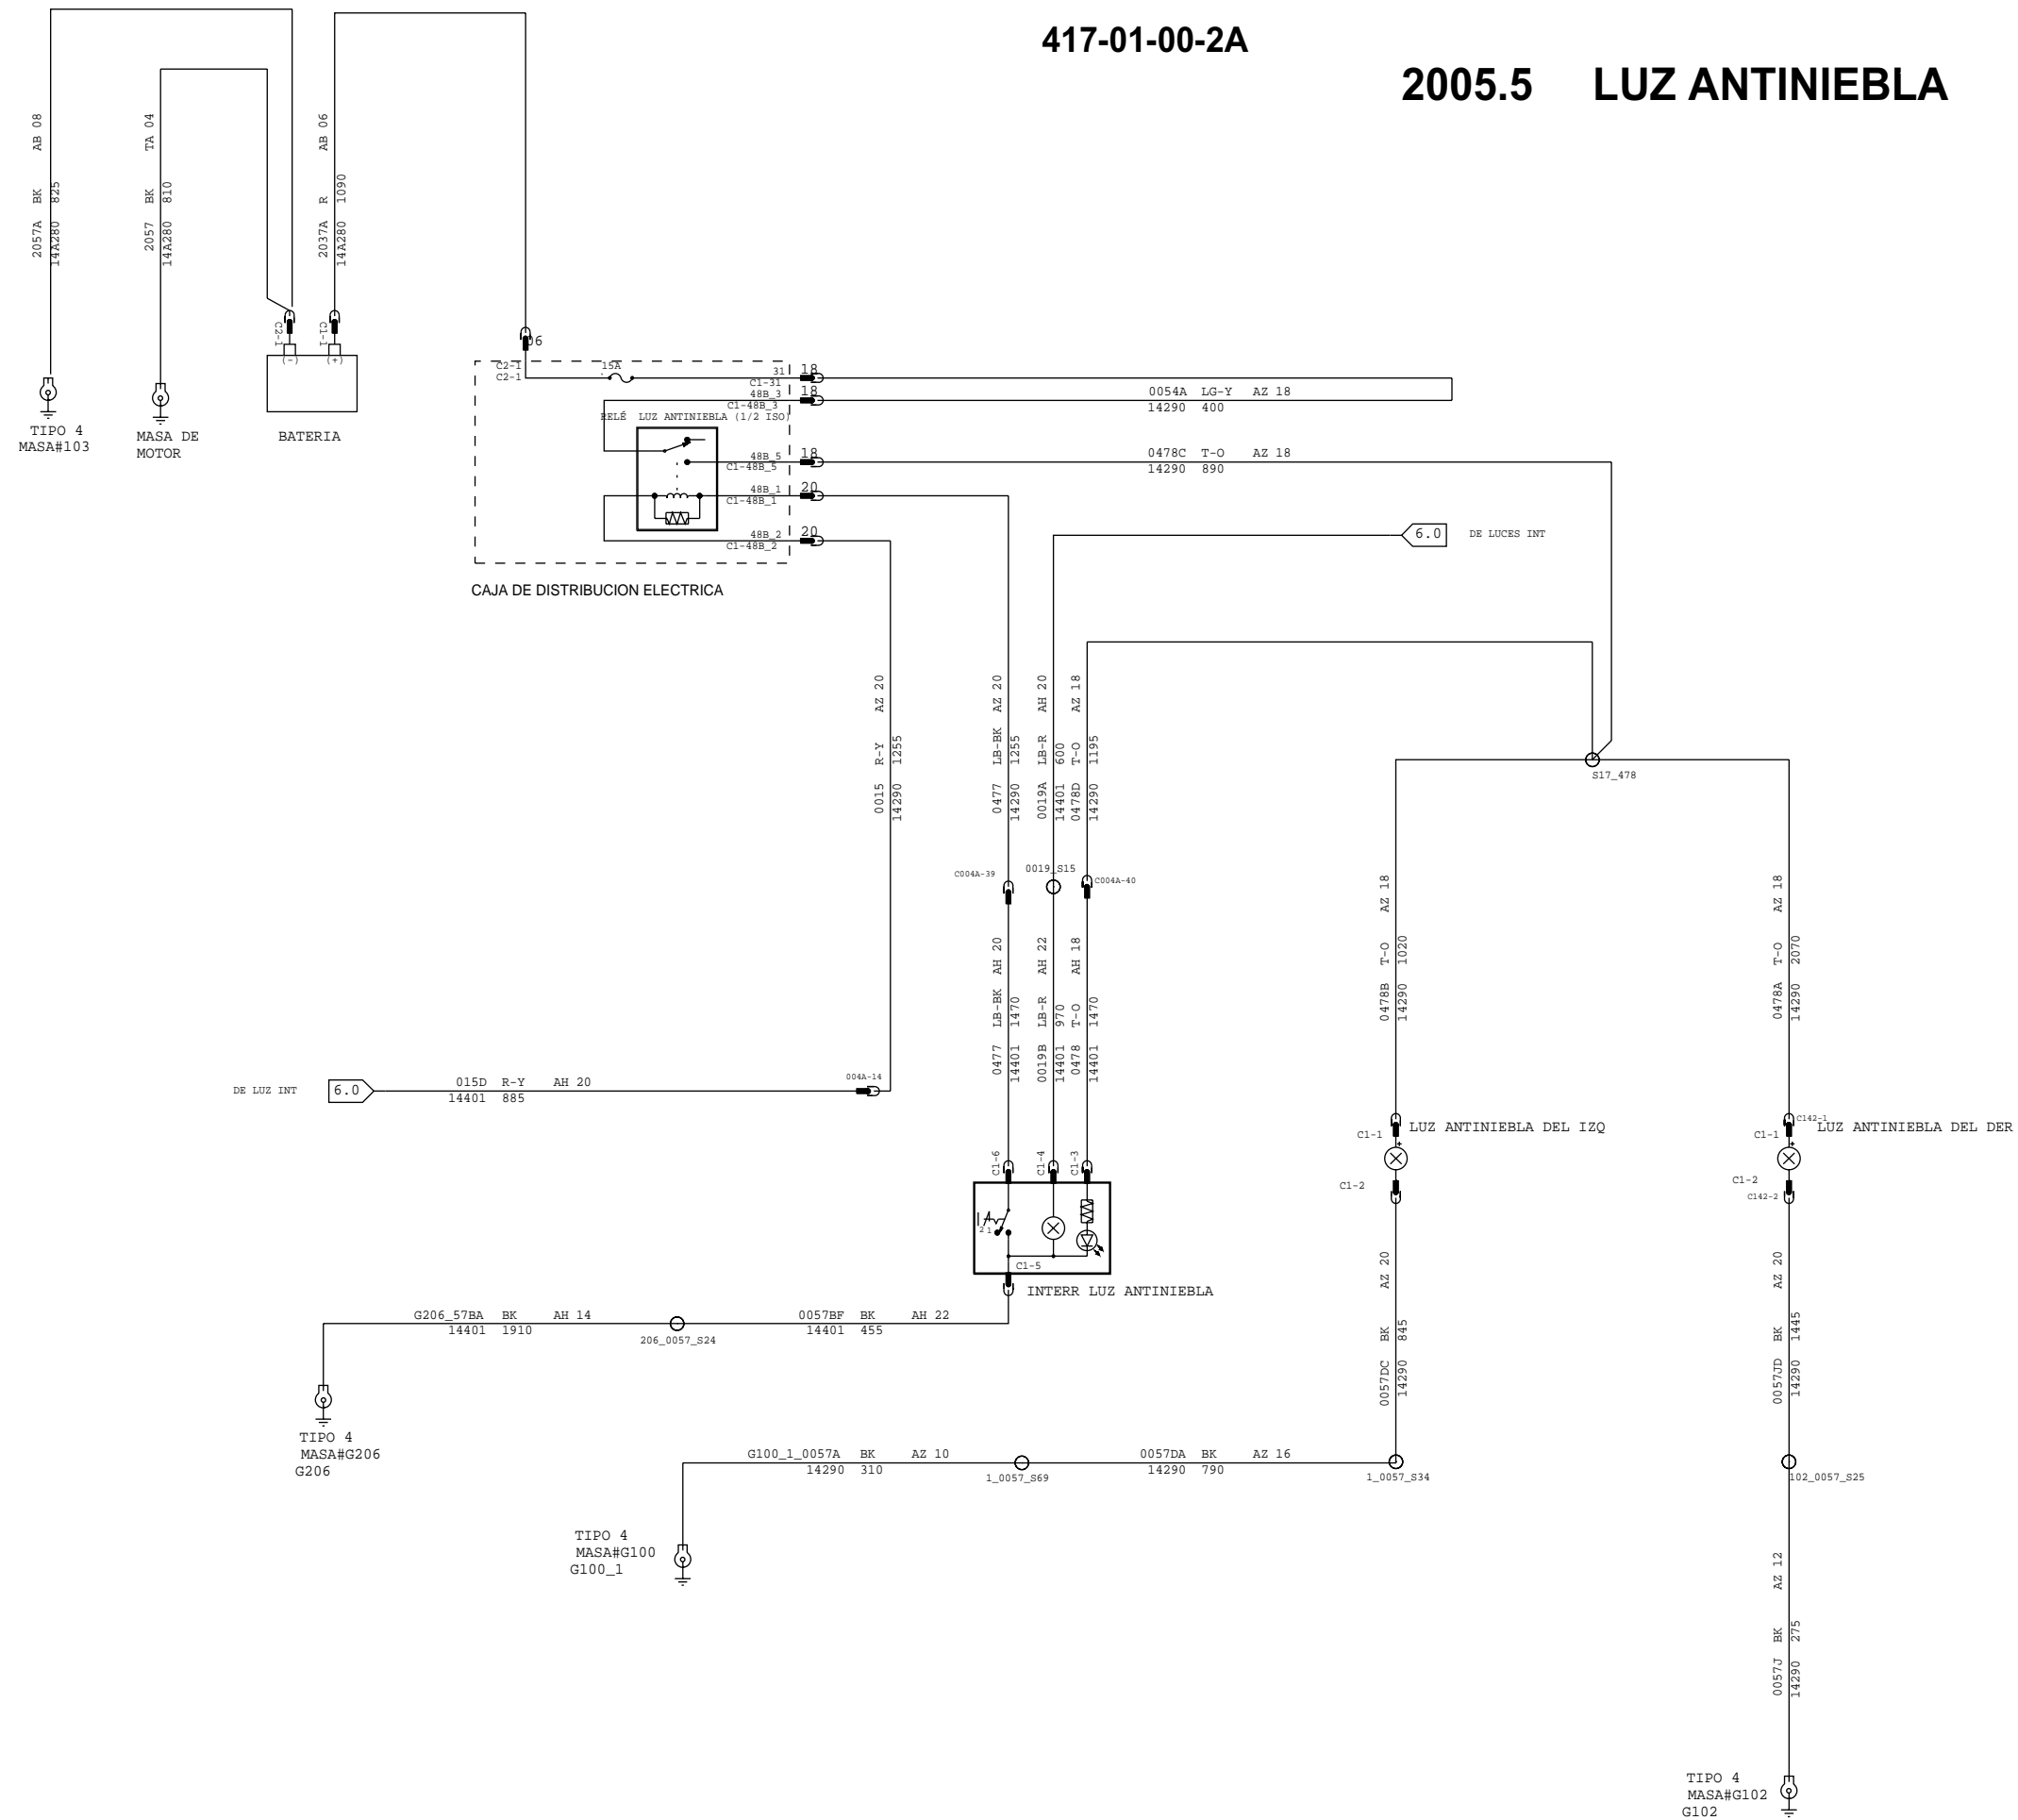 417-01-00-2A
2005.5 LUZ ANTINIEBLA
2057A BK AB 08
14A280 825
2057 BK TA 04
14A280 810
2037A R AB 06
14A280 1090
C2-1
C1-1
(-)
(+)
TIPO 4
MASA#103
MASA DE
MOTOR
BATERIA
06
C2-1
C2-1
15A
31
C1-31
18
48B_3
C1-48B_3
18
RELÉ LUZ ANTINIEBLA (1/2 ISO)
48B_5
C1-48B_5
18
48B_1
C1-48B_1
20
48B_2
C1-48B_2
20
CAJA DE DISTRIBUCION ELECTRICA
0054A LG-Y AZ 18
14290 400
0478C T-O AZ 18
14290 890
6.0
DE LUCES INT
0015 R-Y AZ 20
14290 1255
0477 LB-BK AZ 20
14290 1255
0019A LB-R AH 20
14401 600
0478D T-O AZ 18
14290 1195
S17_478
C004A-39
0019_S15
C004A-40
0477 LB-BK AH 20
14401 1470
0019B LB-R AH 22
14401 970
0478 T-O AH 18
14401 1470
0478B T-O AZ 18
14290 1020
0478A T-O AZ 18
14290 2070
DE LUZ INT
6.0
015D R-Y AH 20
14401 885
004A-14
C1-6
C1-4
C1-3
2 1
C1-5
INTERR LUZ ANTINIEBLA
C1-1
LUZ ANTINIEBLA DEL IZQ
+
C1-2
C142-1
C1-1
LUZ ANTINIEBLA DEL DER
+
C1-2
C142-2
G206_57BA BK AH 14
14401 1910
206_0057_S24
0057BF BK AH 22
14401 455
TIPO 4
MASA#G206
G206
0057DC BK AZ 20
14290 845
0057JD BK AZ 20
14290 1445
G100_1_0057A BK AZ 10
14290 310
1_0057_S69
0057DA BK AZ 16
14290 790
1_0057_S34
102_0057_S25
TIPO 4
MASA#G100
G100_1
0057J BK AZ 12
14290 275
TIPO 4
MASA#G102
G102